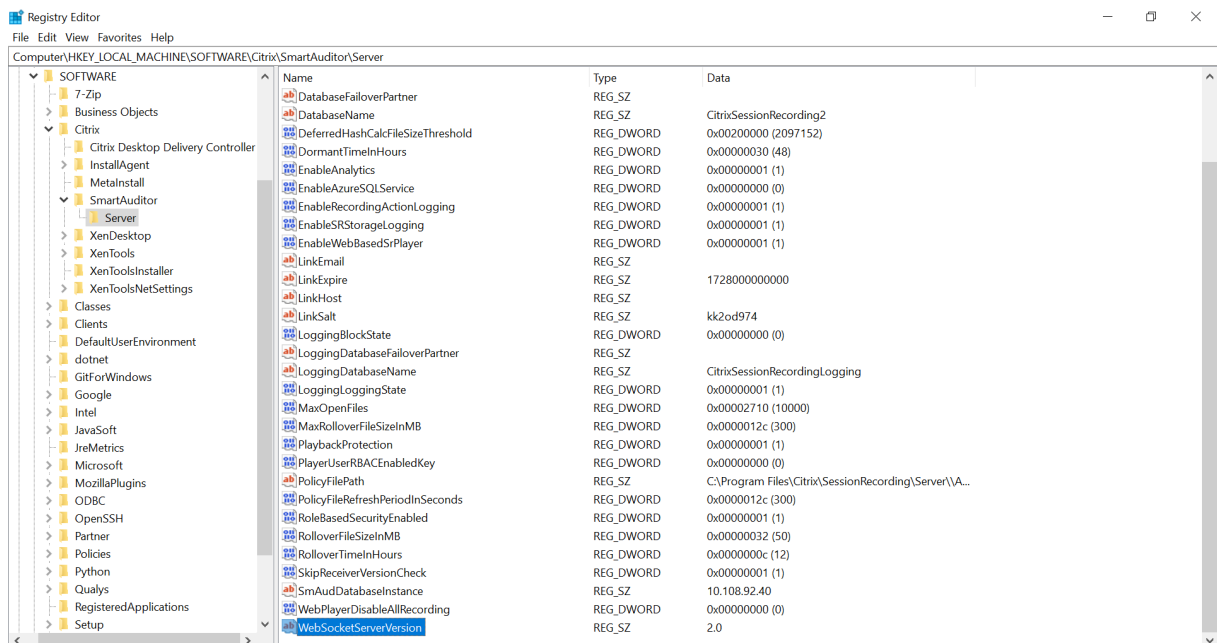 Registry Editor
File Edit View Favorites Help
Computer\HKEY_LOCAL_MACHINE\SOFTWARE\Citrix\SmartAuditor\Server
SOFTWARE
7-Zip
Business Objects
Citrix
Citrix Desktop Delivery Controller
InstallAgent
MetaInstall
SmartAuditor
Server
XenDesktop
XenTools
XenToolsInstaller
XenToolsNetSettings
Classes
Clients
DefaultUserEnvironment
dotnet
GitForWindows
Google
Intel
JavaSoft
JreMetrics
Microsoft
MozillaPlugins
ODBC
OpenSSH
Partner
Policies
Python
Qualys
RegisteredApplications
Setup
Name Type Data
DatabaseFailoverPartner REG_SZ
DatabaseName REG_SZ CitrixSessionRecording2
DeferredHashCalcFileSizeThreshold REG_DWORD 0x00200000 (2097152)
DormantTimeInHours REG_DWORD 0x00000030 (48)
EnableAnalytics REG_DWORD 0x00000001 (1)
EnableAzureSQLService REG_DWORD 0x00000000 (0)
EnableRecordingActionLogging REG_DWORD 0x00000001 (1)
EnableSRStorageLogging REG_DWORD 0x00000001 (1)
EnableWebBasedSrPlayer REG_DWORD 0x00000001 (1)
LinkEmail REG_SZ
LinkExpire REG_SZ 1728000000000
LinkHost REG_SZ
LinkSalt REG_SZ kk2od974
LoggingBlockState REG_DWORD 0x00000000 (0)
LoggingDatabaseFailoverPartner REG_SZ
LoggingDatabaseName REG_SZ CitrixSessionRecordingLogging
LoggingLoggingState REG_DWORD 0x00000001 (1)
MaxOpenFiles REG_DWORD 0x00002710 (10000)
MaxRolloverFileSizeInMB REG_DWORD 0x0000012c (300)
PlaybackProtection REG_DWORD 0x00000001 (1)
PlayerUserRBACEnabledKey REG_DWORD 0x00000000 (0)
PolicyFilePath REG_SZ C:\Program Files\Citrix\SessionRecording\Server\\A...
PolicyFileRefreshPeriodInSeconds REG_DWORD 0x0000012c (300)
RoleBasedSecurityEnabled REG_DWORD 0x00000001 (1)
RolloverFileSizeInMB REG_DWORD 0x00000032 (50)
RolloverTimeInHours REG_DWORD 0x0000000c (12)
SkipReceiverVersionCheck REG_DWORD 0x00000001 (1)
SmAudDatabaseInstance REG_SZ 10.108.92.40
WebPlayerDisableAllRecording REG_DWORD 0x00000000 (0)
WebSocketServerVersion REG_SZ 2.0